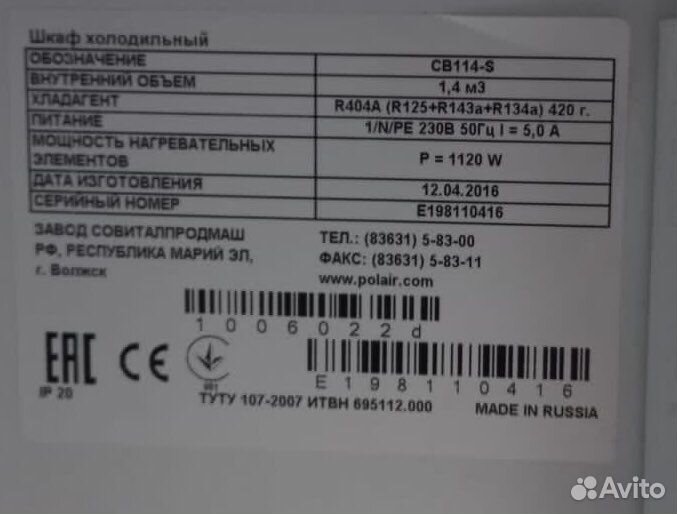 Шкаф холодильный
ОБОЗНАЧЕНИЕ CB114-S
ВНУТРЕННИЙ ОБЪЕМ 1,4 м3
ХЛАДАГЕНТ R404A (R125+R143a+R134a) 420 г.
ПИТАНИЕ 1/N/PE 230В 50Гц I = 5,0 А
МОЩНОСТЬ НАГРЕВАТЕЛЬНЫХ
ЭЛЕМЕНТОВ P = 1120 W
ДАТА ИЗГОТОВЛЕНИЯ 12.04.2016
СЕРИЙНЫЙ НОМЕР E198110416
ЗАВОД СОВИТАЛПРОДМАШ
РФ, РЕСПУБЛИКА МАРИЙ ЭЛ,
г. Волжск
ТЕЛ.: (83631) 5-83-00
ФАКС: (83631) 5-83-11
www.polair.com
1006022d
EAC CE
IP 20
E198110416
ТУТУ 107-2007 ИТВН 695112.000
MADE IN RUSSIA
Avito